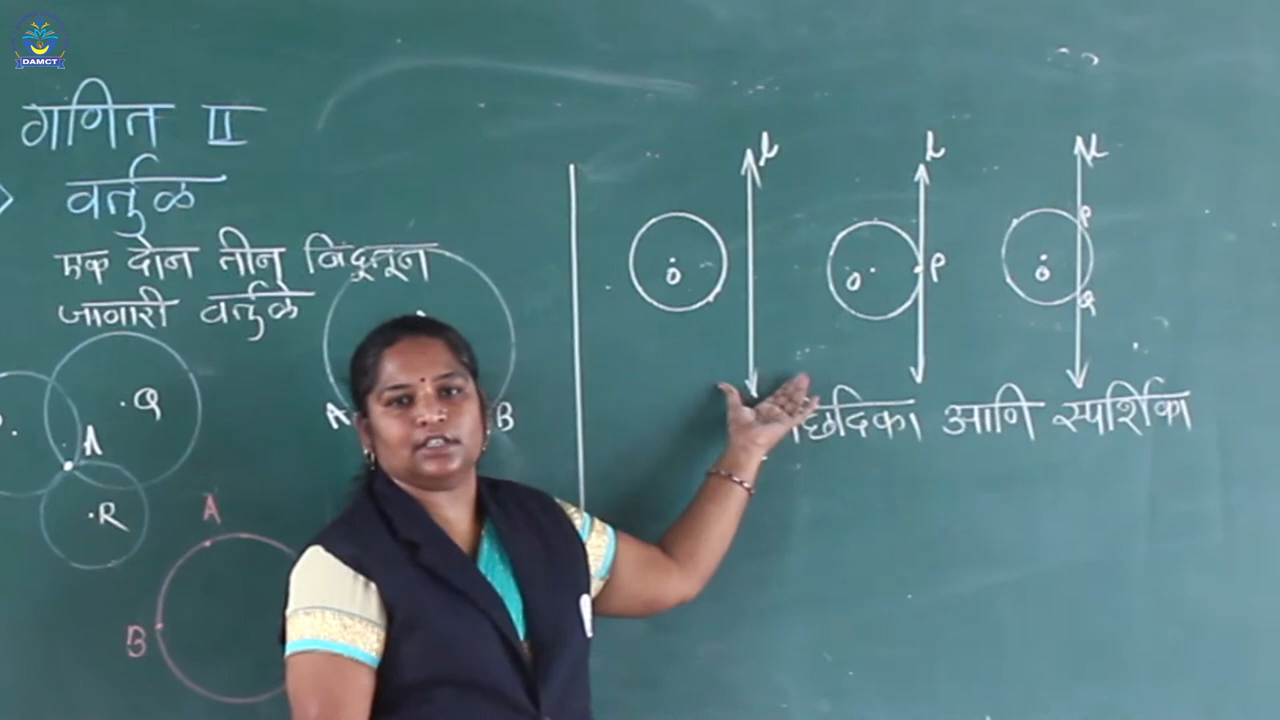 DAMCT
गणित II
वर्तुळ
एक दोन तीन बिंदूतून
जाणारी वर्तुळे
Q
A
R
A
B
A
B
l
O
l
O
P
l
P
O
Q
छेदिका आणि स्पर्शिका